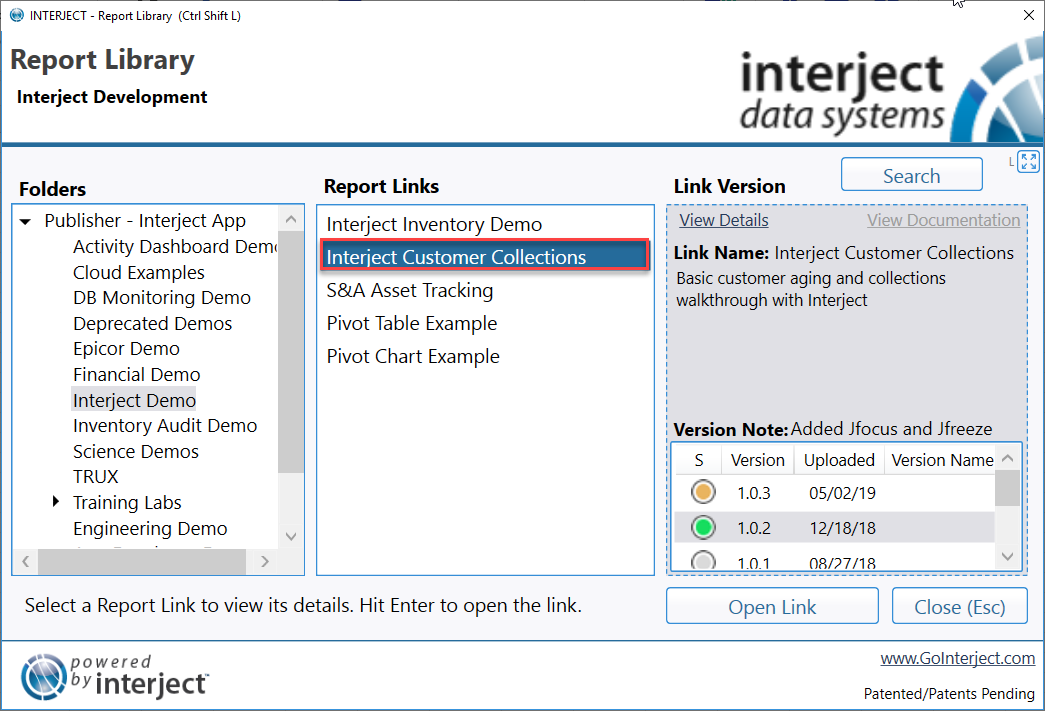 INTERJECT - Report Library (Ctrl Shift L)
Report Library
Interject Development
interject
data systems
L
Search
Folders
Publisher - Interject App
Activity Dashboard Demo
Cloud Examples
DB Monitoring Demo
Deprecated Demos
Epicor Demo
Financial Demo
Interject Demo
Inventory Audit Demo
Science Demos
TRUX
Training Labs
Engineering Demo
Report Links
Interject Inventory Demo
Interject Customer Collections
S&A Asset Tracking
Pivot Table Example
Pivot Chart Example
Link Version
View Details View Documentation
Link Name: Interject Customer Collections
Basic customer aging and collections
walkthrough with Interject
Version Note: Added Jfocus and Jfreeze
S Version Uploaded Version Name
1.0.3 05/02/19
1.0.2 12/18/18
1.0.1 08/27/18
Select a Report Link to view its details. Hit Enter to open the link.
Open Link Close (Esc)
powered
by interject™
www.GoInterject.com
Patented/Patents Pending